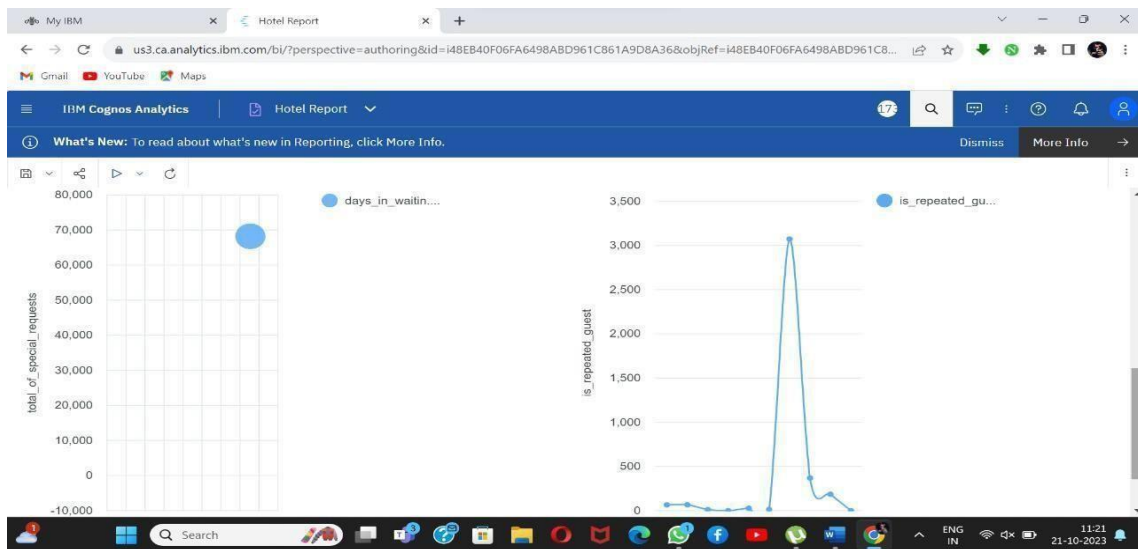 My IBM
Hotel Report
us3.ca.analytics.ibm.com/bi/?perspective=authoring&id=i48EB40F06FA6498ABD961C861A9D8A36&objRef=i48EB40F06FA6498ABD961C8...
Gmail YouTube Maps
IBM Cognos Analytics Hotel Report
What's New: To read about what's new in Reporting, click More Info. Dismiss More Info
total_of_special_requests
80,000
70,000
60,000
50,000
40,000
30,000
20,000
10,000
0
-10,000
days_in_waitin....
is_repeated_guest
3,500
3,000
2,500
2,000
1,500
1,000
500
0
is_repeated_gu...
Search
ENG
IN
11:21
21-10-2023